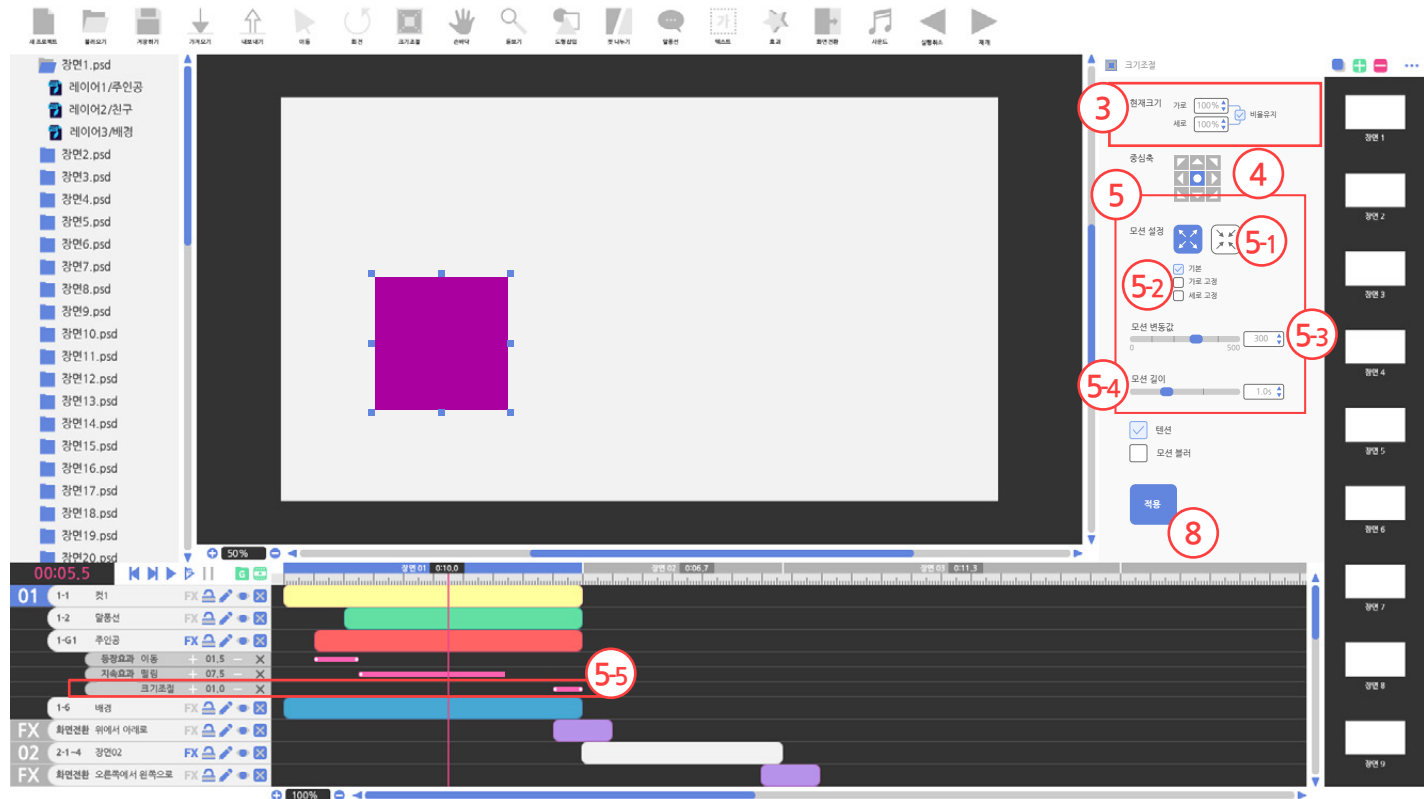 새 프로젝트 불러오기 저장하기 가져오기 내보내기 이동 회전 크기조절 손바닥 돋보기 도형삽입 컷 나누기 말풍선 텍스트 효과 화면전환 사운드 실행취소 재개
가
장면1.psd
레이어1/주인공
레이어2/친구
레이어3/배경
장면2.psd
장면3.psd
장면4.psd
장면5.psd
장면6.psd
장면7.psd
장면8.psd
장면9.psd
장면10.psd
장면11.psd
장면12.psd
장면13.psd
장면14.psd
장면15.psd
장면16.psd
장면17.psd
장면18.psd
장면19.psd
장면20.psd
50%
크기조절
3
현재크기 가로 100%
세로 100%
비율유지
중심축
4
5
모션 설정
5-1
기본
가로 고정
세로 고정
5-2
모션 변동값
0 500 300
5-3
모션 길이
1.0s
5-4
텐션
모션 블러
적용
8
장면 1
장면 2
장면 3
장면 4
장면 5
장면 6
장면 7
장면 8
장면 9
00:05.5 G
장면 01 0:10.0 장면 02 0:06.7 장면 03 0:11.3
01 1-1 컷1 FX
1-2 말풍선 FX
1-G1 주인공 FX
등장효과 이동 + 01.5 − X
지속효과 떨림 + 07.5 − X
크기조절 + 01.0 − X
5-5
1-6 배경 FX
FX 화면전환 위에서 아래로 FX
02 2-1~4 장면02 FX
FX 화면전환 오른쪽에서 왼쪽으로 FX
100%